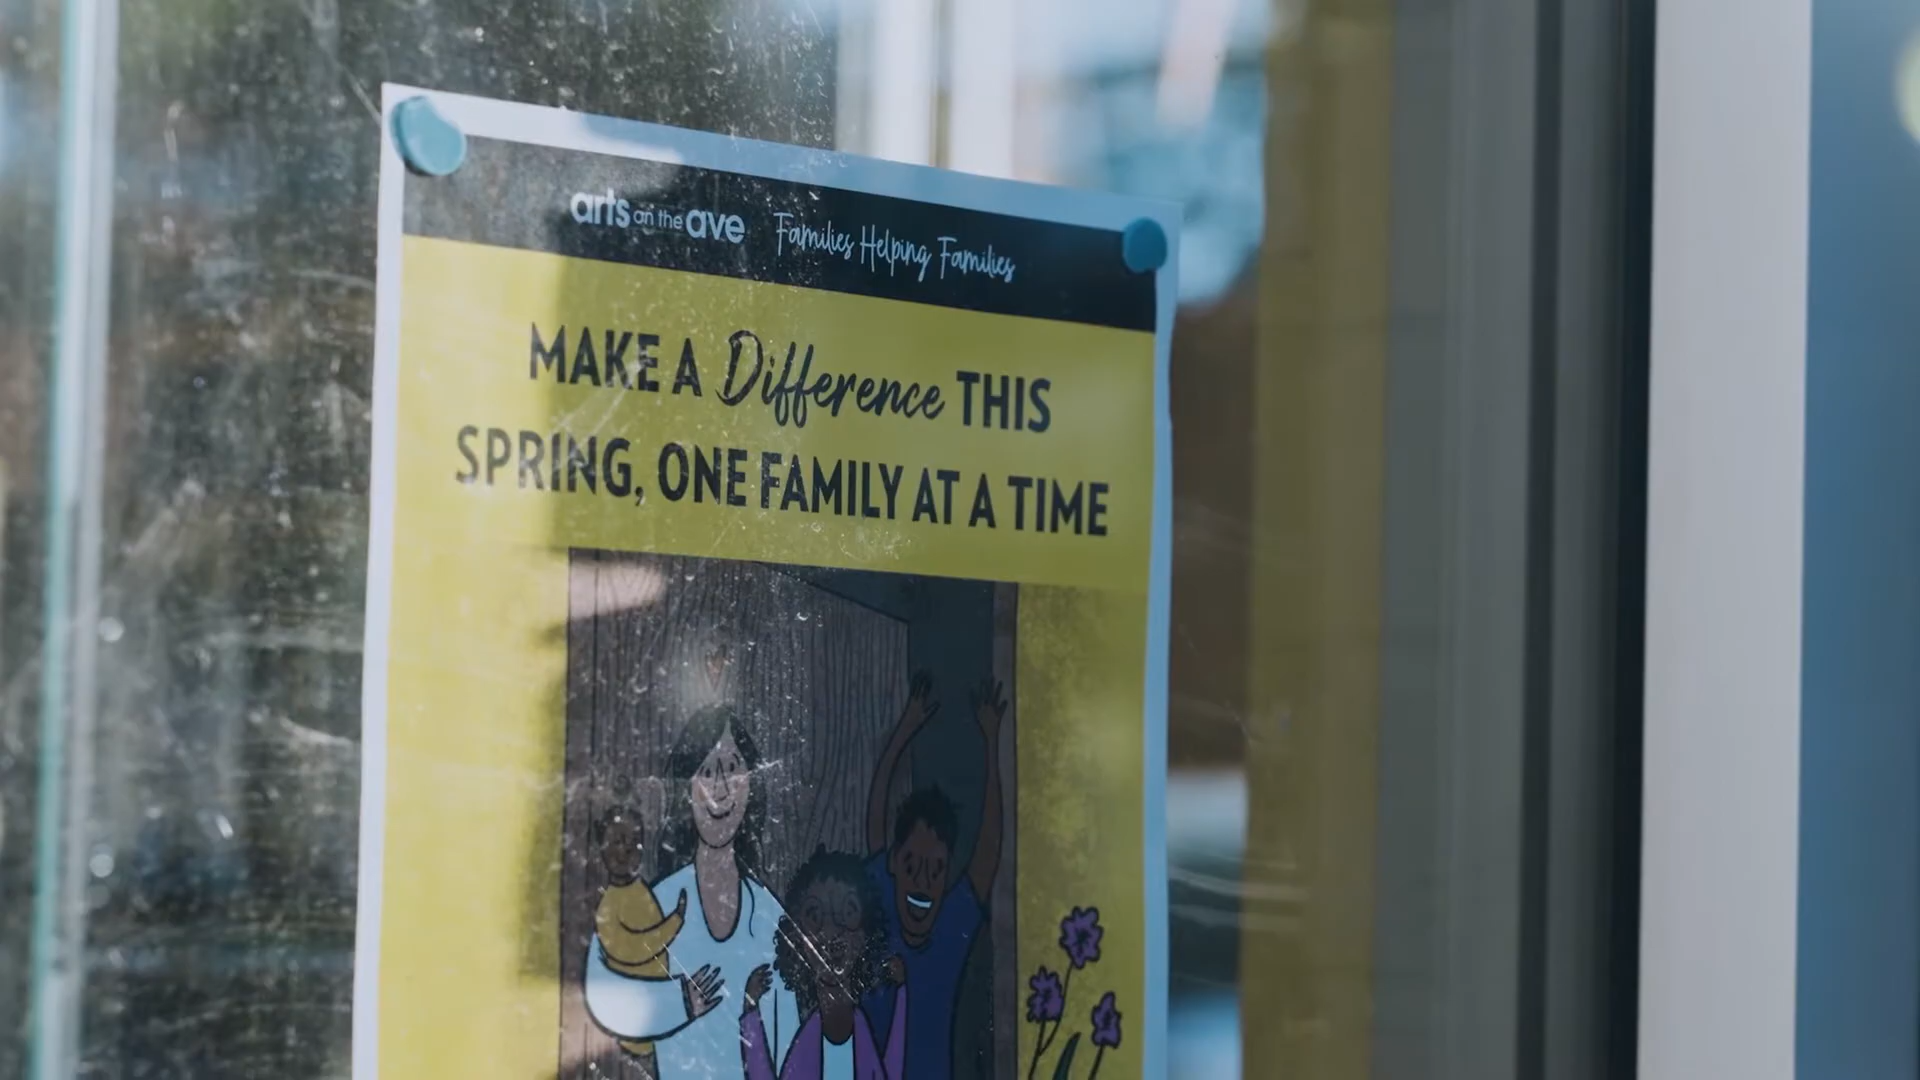 arts on the ave Families Helping Families
MAKE A Difference THIS
SPRING, ONE FAMILY AT A TIME